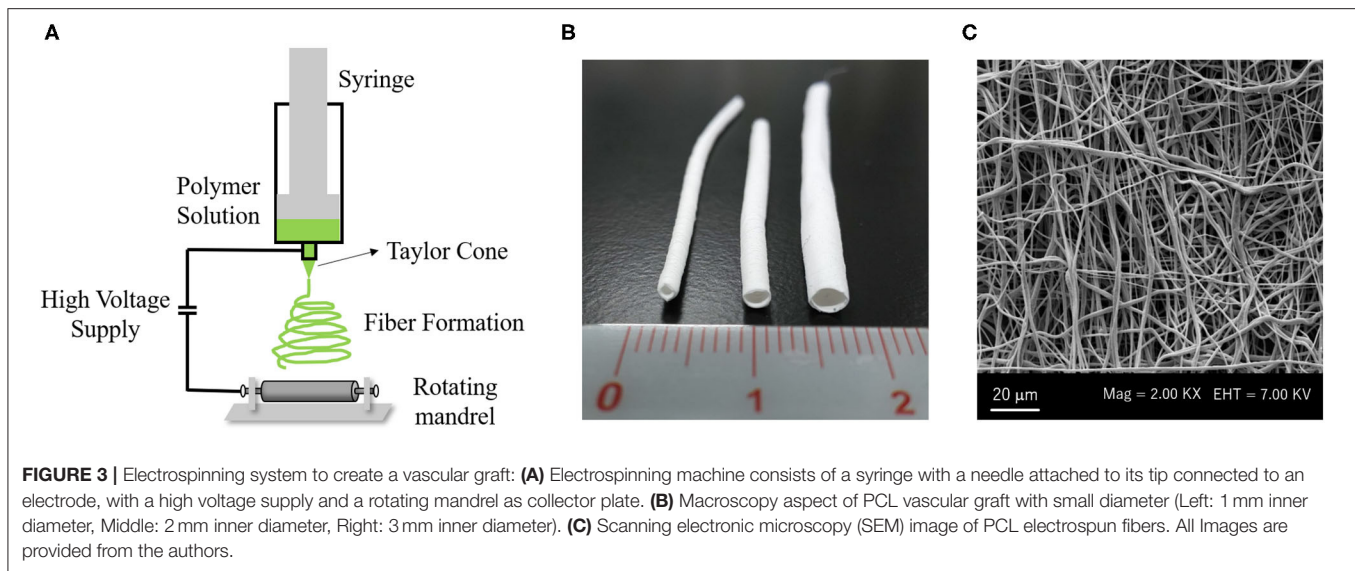 A
Syringe
Polymer
Solution
Taylor Cone
High Voltage
Supply
Fiber Formation
Rotating
mandrel
B
0 1 2
C
20 µm Mag = 2.00 KX EHT = 7.00 KV
FIGURE 3 | Electrospinning system to create a vascular graft: (A) Electrospinning machine consists of a syringe with a needle attached to its tip connected to an
electrode, with a high voltage supply and a rotating mandrel as collector plate. (B) Macroscopy aspect of PCL vascular graft with small diameter (Left: 1 mm inner
diameter, Middle: 2 mm inner diameter, Right: 3 mm inner diameter). (C) Scanning electronic microscopy (SEM) image of PCL electrospun fibers. All Images are
provided from the authors.